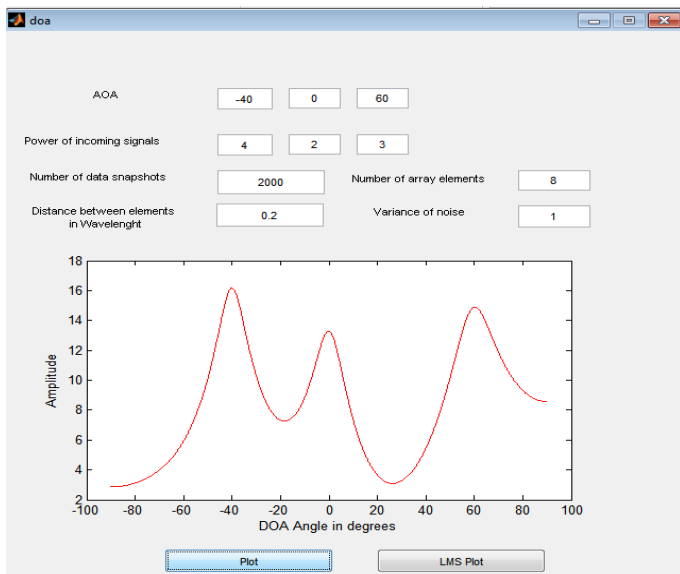 doa
AOA -40 0 60
Power of incoming signals 4 2 3
Number of data snapshots 2000 Number of array elements 8
Distance between elements
in Wavelenght 0.2 Variance of noise 1
18
16
14
12
10
8
6
4
2
Amplitude
-100 -80 -60 -40 -20 0 20 40 60 80 100
DOA Angle in degrees
Plot LMS Plot